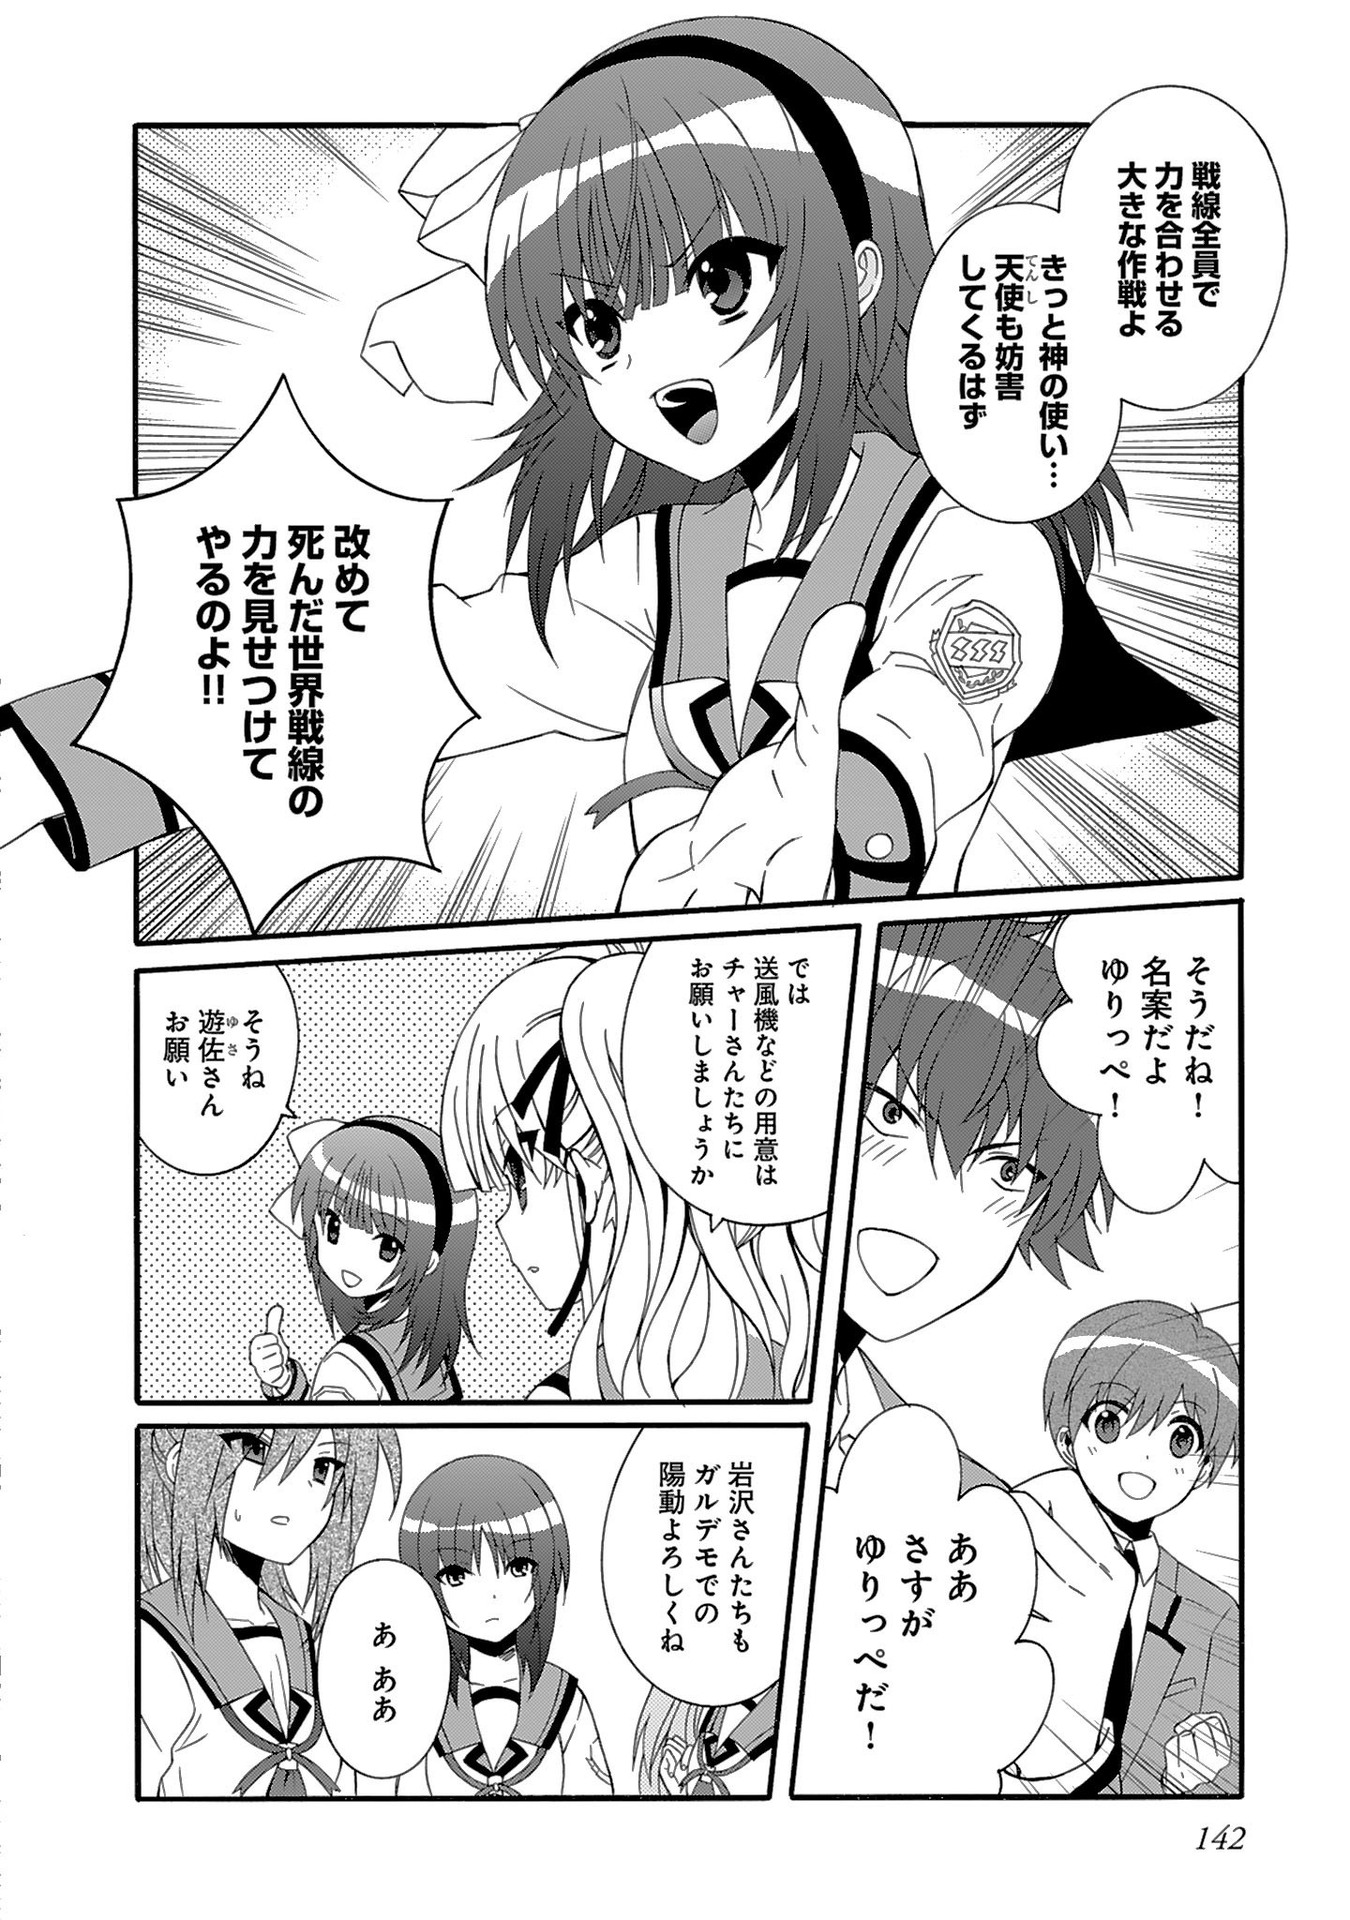 戦線全員で
力を合わせる
大きな作戦よ
きっと神の使い…
天使も妨害
てんし
してくるはず
改めて
死んだ世界戦線の
力を見せつけて
やるのよ!!
SSS
そうだね!
名案だよ
ゆりっぺ!
ああ
さすが
ゆりっぺだ!
では
送風機などの用意は
チャーさんたちに
お願いしましょうか
そうね
遊佐さん
ゆさ
お願い
岩沢さんたちも
ガルデモでの
陽動よろしくね
あ ああ
142